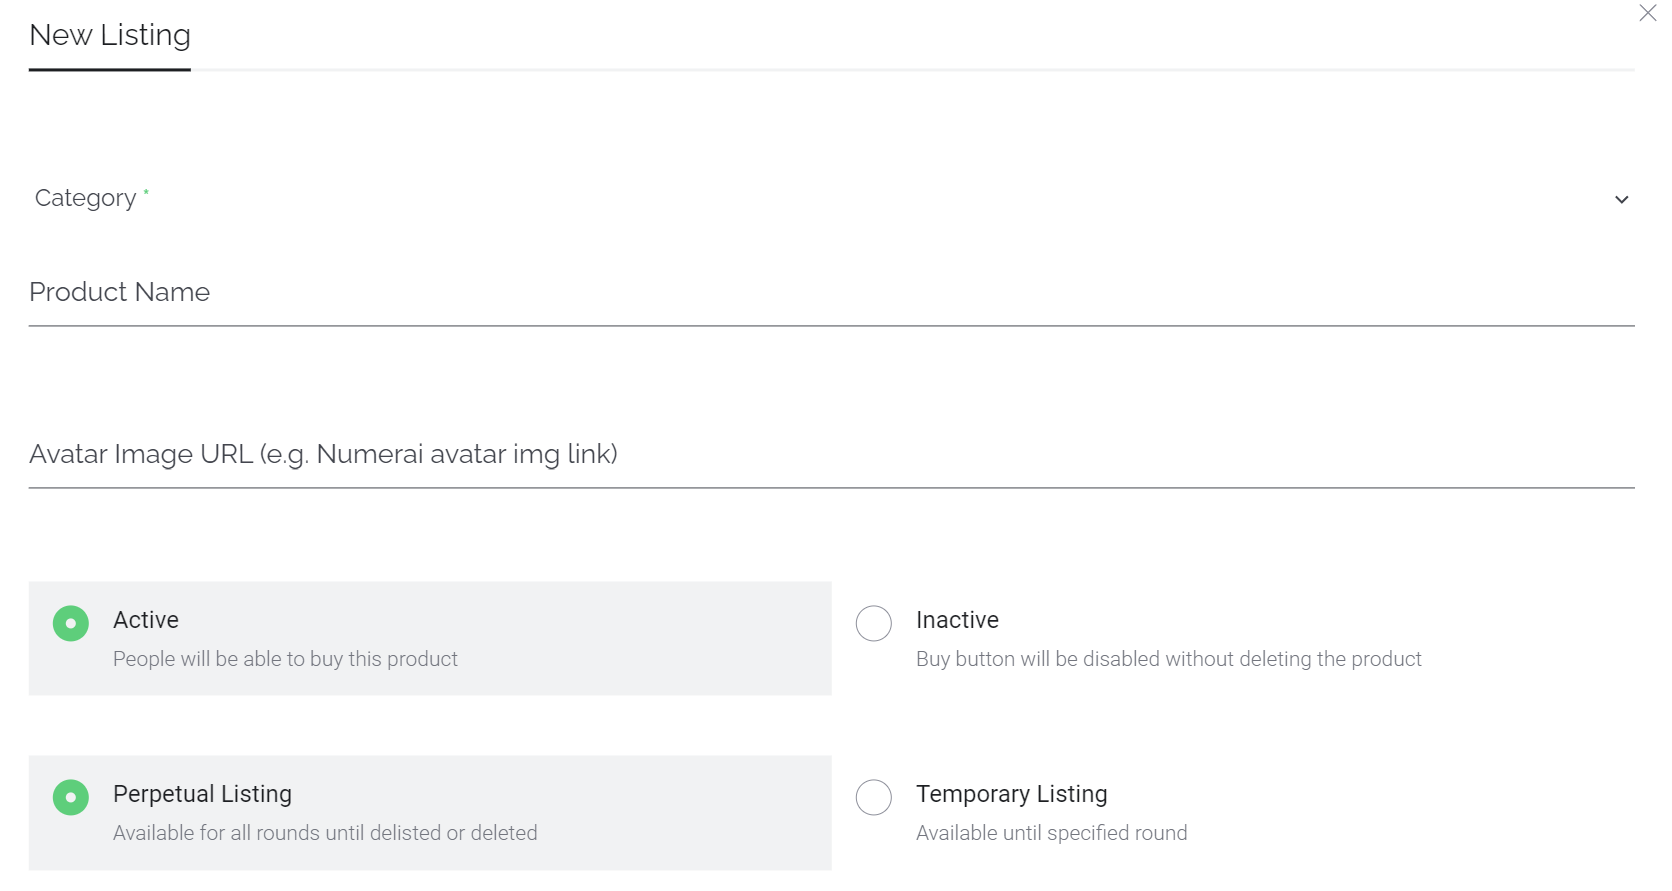 New Listing
Category *
Product Name
Avatar Image URL (e.g. Numerai avatar img link)
Active
People will be able to buy this product
Inactive
Buy button will be disabled without deleting the product
Perpetual Listing
Available for all rounds until delisted or deleted
Temporary Listing
Available until specified round